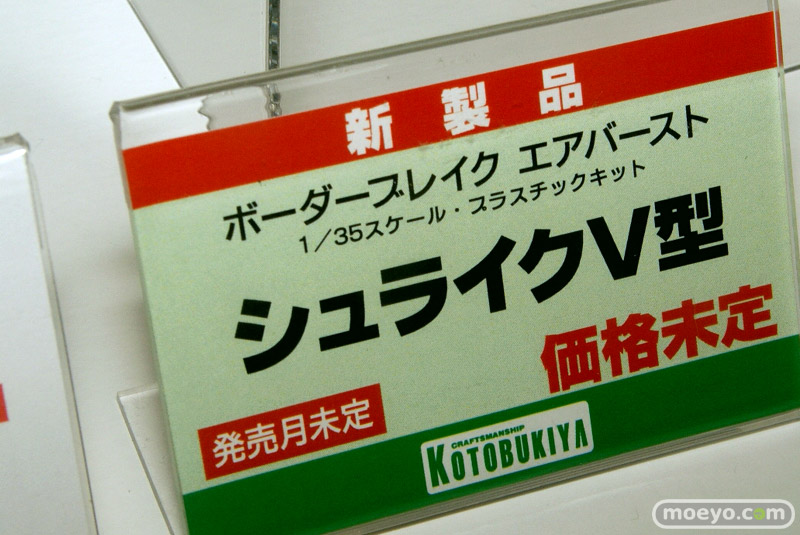 新製品
ボーダーブレイク エアバースト
1/35スケール・プラスチックキット
シュライクV型
価格未定
発売月未定
CRAFTSMANSHIP
KOTOBUKIYA
moeyo.com